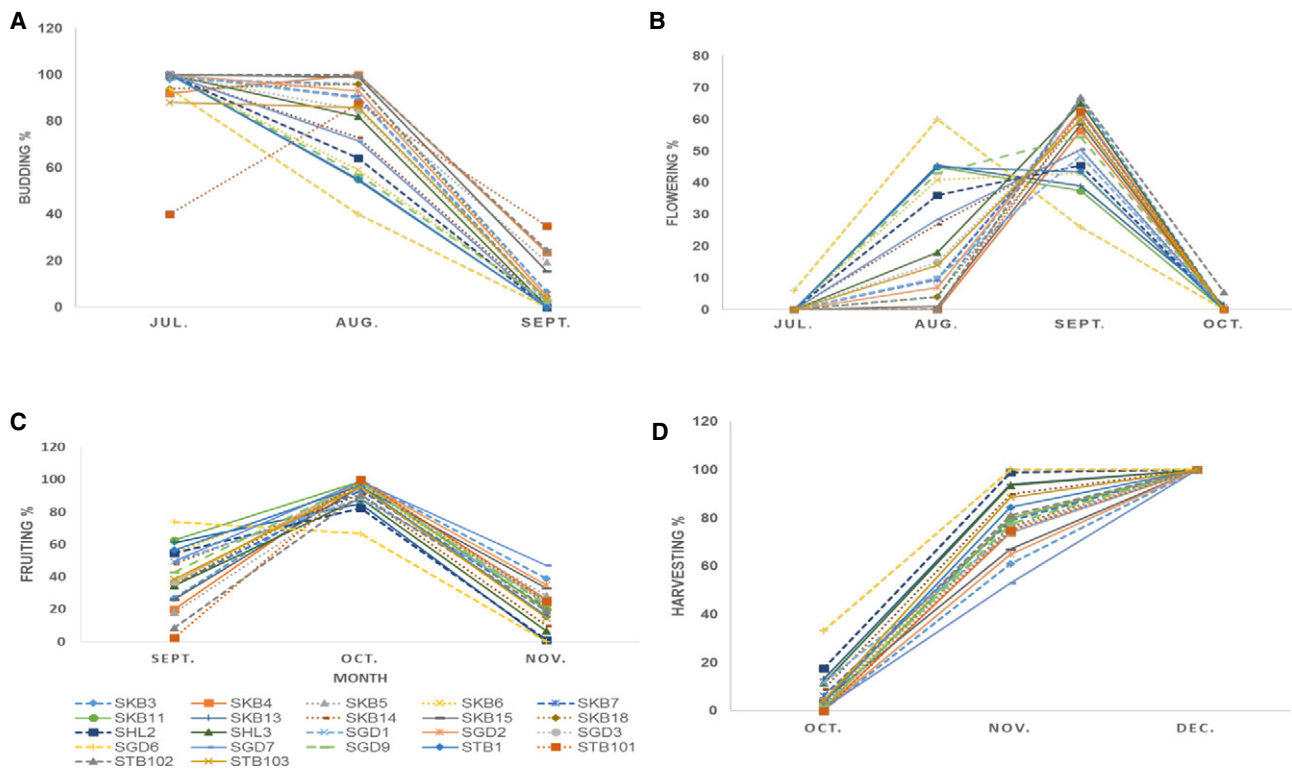 A
120
100
80
60
40
20
0
BUDDING %
JUL. AUG. SEPT.
B
80
70
60
50
40
30
20
10
0
FLOWERING %
JUL. AUG. SEPT. OCT.
C
120
100
80
60
40
20
0
FRUITING %
SEPT. OCT. NOV.
MONTH
D
120
100
80
60
40
20
0
HARVESTING %
OCT. NOV. DEC.
SKB3 SKB4 SKB5 SKB6 SKB7
SKB11 SKB13 SKB14 SKB15 SKB18
SHL2 SHL3 SGD1 SGD2 SGD3
SGD6 SGD7 SGD9 STB1 STB101
STB102 STB103